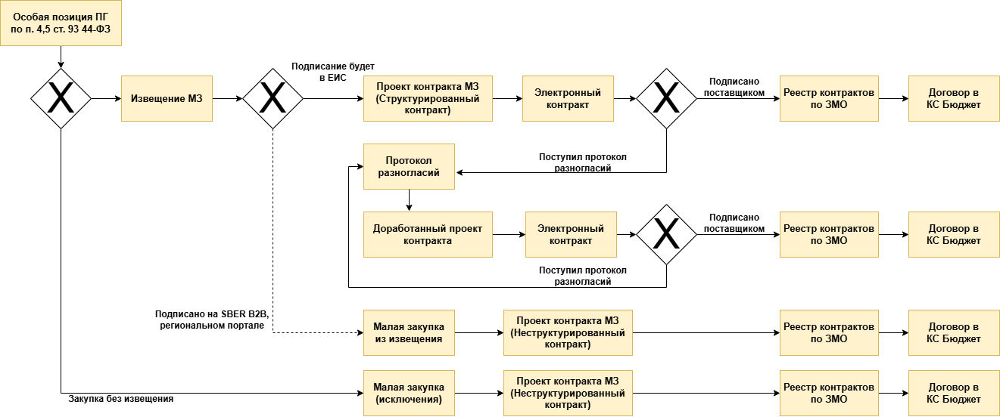 Особая позиция ПГ
по п. 4,5 ст. 93 44-ФЗ
X
Извещение МЗ
X
Подписание будет
в ЕИС
Проект контракта МЗ
(Структурированный
контракт)
Электронный
контракт
X
Подписано
поставщиком
Реестр контрактов
по ЗМО
Договор в
КС Бюджет
Протокол
разногласий
Поступил протокол
разногласий
Доработанный проект
контракта
Электронный
контракт
X
Подписано
поставщиком
Реестр контрактов
по ЗМО
Договор в
КС Бюджет
Поступил протокол
разногласий
Подписано на SBER B2B,
региональном портале
Малая закупка
из извещения
Проект контракта МЗ
(Неструктурированный
контракт)
Реестр контрактов
по ЗМО
Договор в
КС Бюджет
Закупка без извещения
Малая закупка
(исключения)
Проект контракта МЗ
(Неструктурированный
контракт)
Реестр контрактов
по ЗМО
Договор в
КС Бюджет